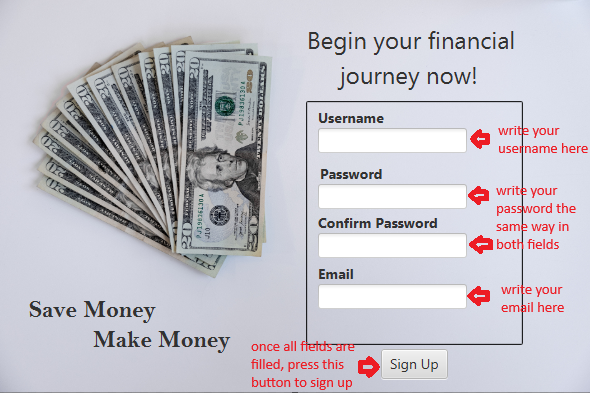 Begin your financial
journey now!
Username
write your
username here
Password
write your
password the
same way in
both fields
Confirm Password
Email
write your
email here
Save Money
Make Money
once all fields are
filled, press this
button to sign up
Sign Up